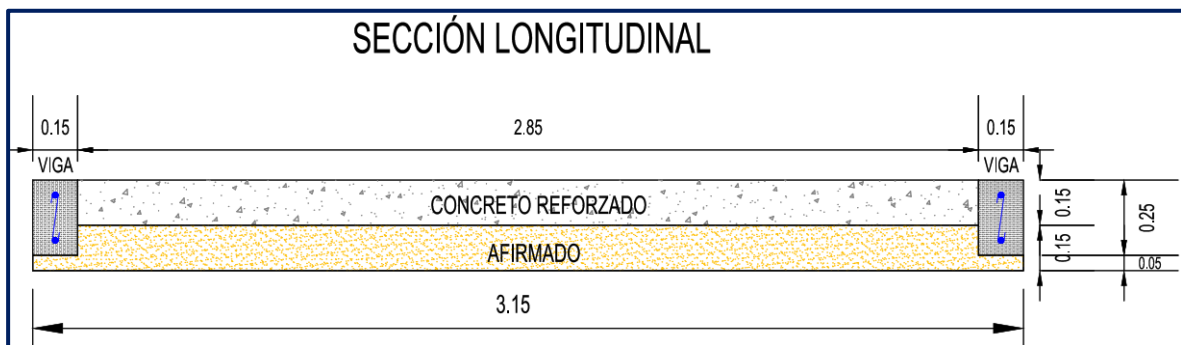 SECCIÓN LONGITUDINAL
0.15
2.85
0.15
VIGA
VIGA
CONCRETO REFORZADO
0.15
0.25
AFIRMADO
0.15
0.05
3.15